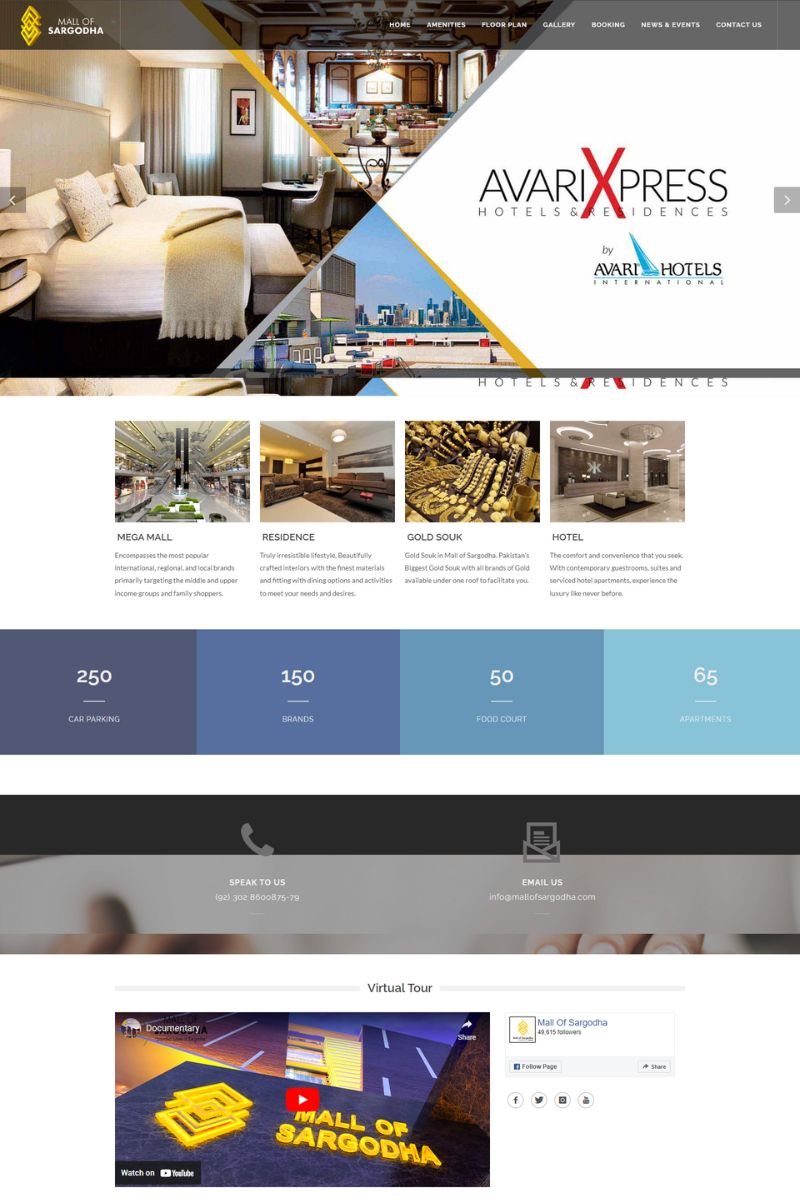 MALL OF
SARGODHA
HOME
AMENITIES
FLOOR PLAN
GALLERY
BOOKING
NEWS & EVENTS
CONTACT US
AVARI XPRESS
HOTELS & RESIDENCES
by
AVARI HOTELS
INTERNATIONAL
HOTELS & RESIDENCES
MEGA MALL
Encompasses the most popular
international, regional, and local brands
primarily targeting the middle and upper
income groups and family shoppers.
RESIDENCE
Truly irresistible lifestyle, Beautifully
crafted interiors with the finest materials
and fitting with dining options and activities
to meet your needs and desires.
GOLD SOUK
Gold Souk in Mall of Sargodha. Pakistan's
Biggest Gold Souk with all brands of Gold
available under one roof to facilitate you.
HOTEL
The comfort and convenience that you seek.
With contemporary guestrooms, suites and
serviced hotel apartments, experience the
luxury like never before.
250
CAR PARKING
150
BRANDS
50
FOOD COURT
65
APARTMENTS
SPEAK TO US
(92) 302 8600875-79
EMAIL US
info@mallofsargodha.com
Virtual Tour
MALL OF
SARGODHA
Documentary
Share
MALL OF
SARGODHA
Watch on YouTube
Mall Of Sargodha
49,615 followers
Follow Page
Share